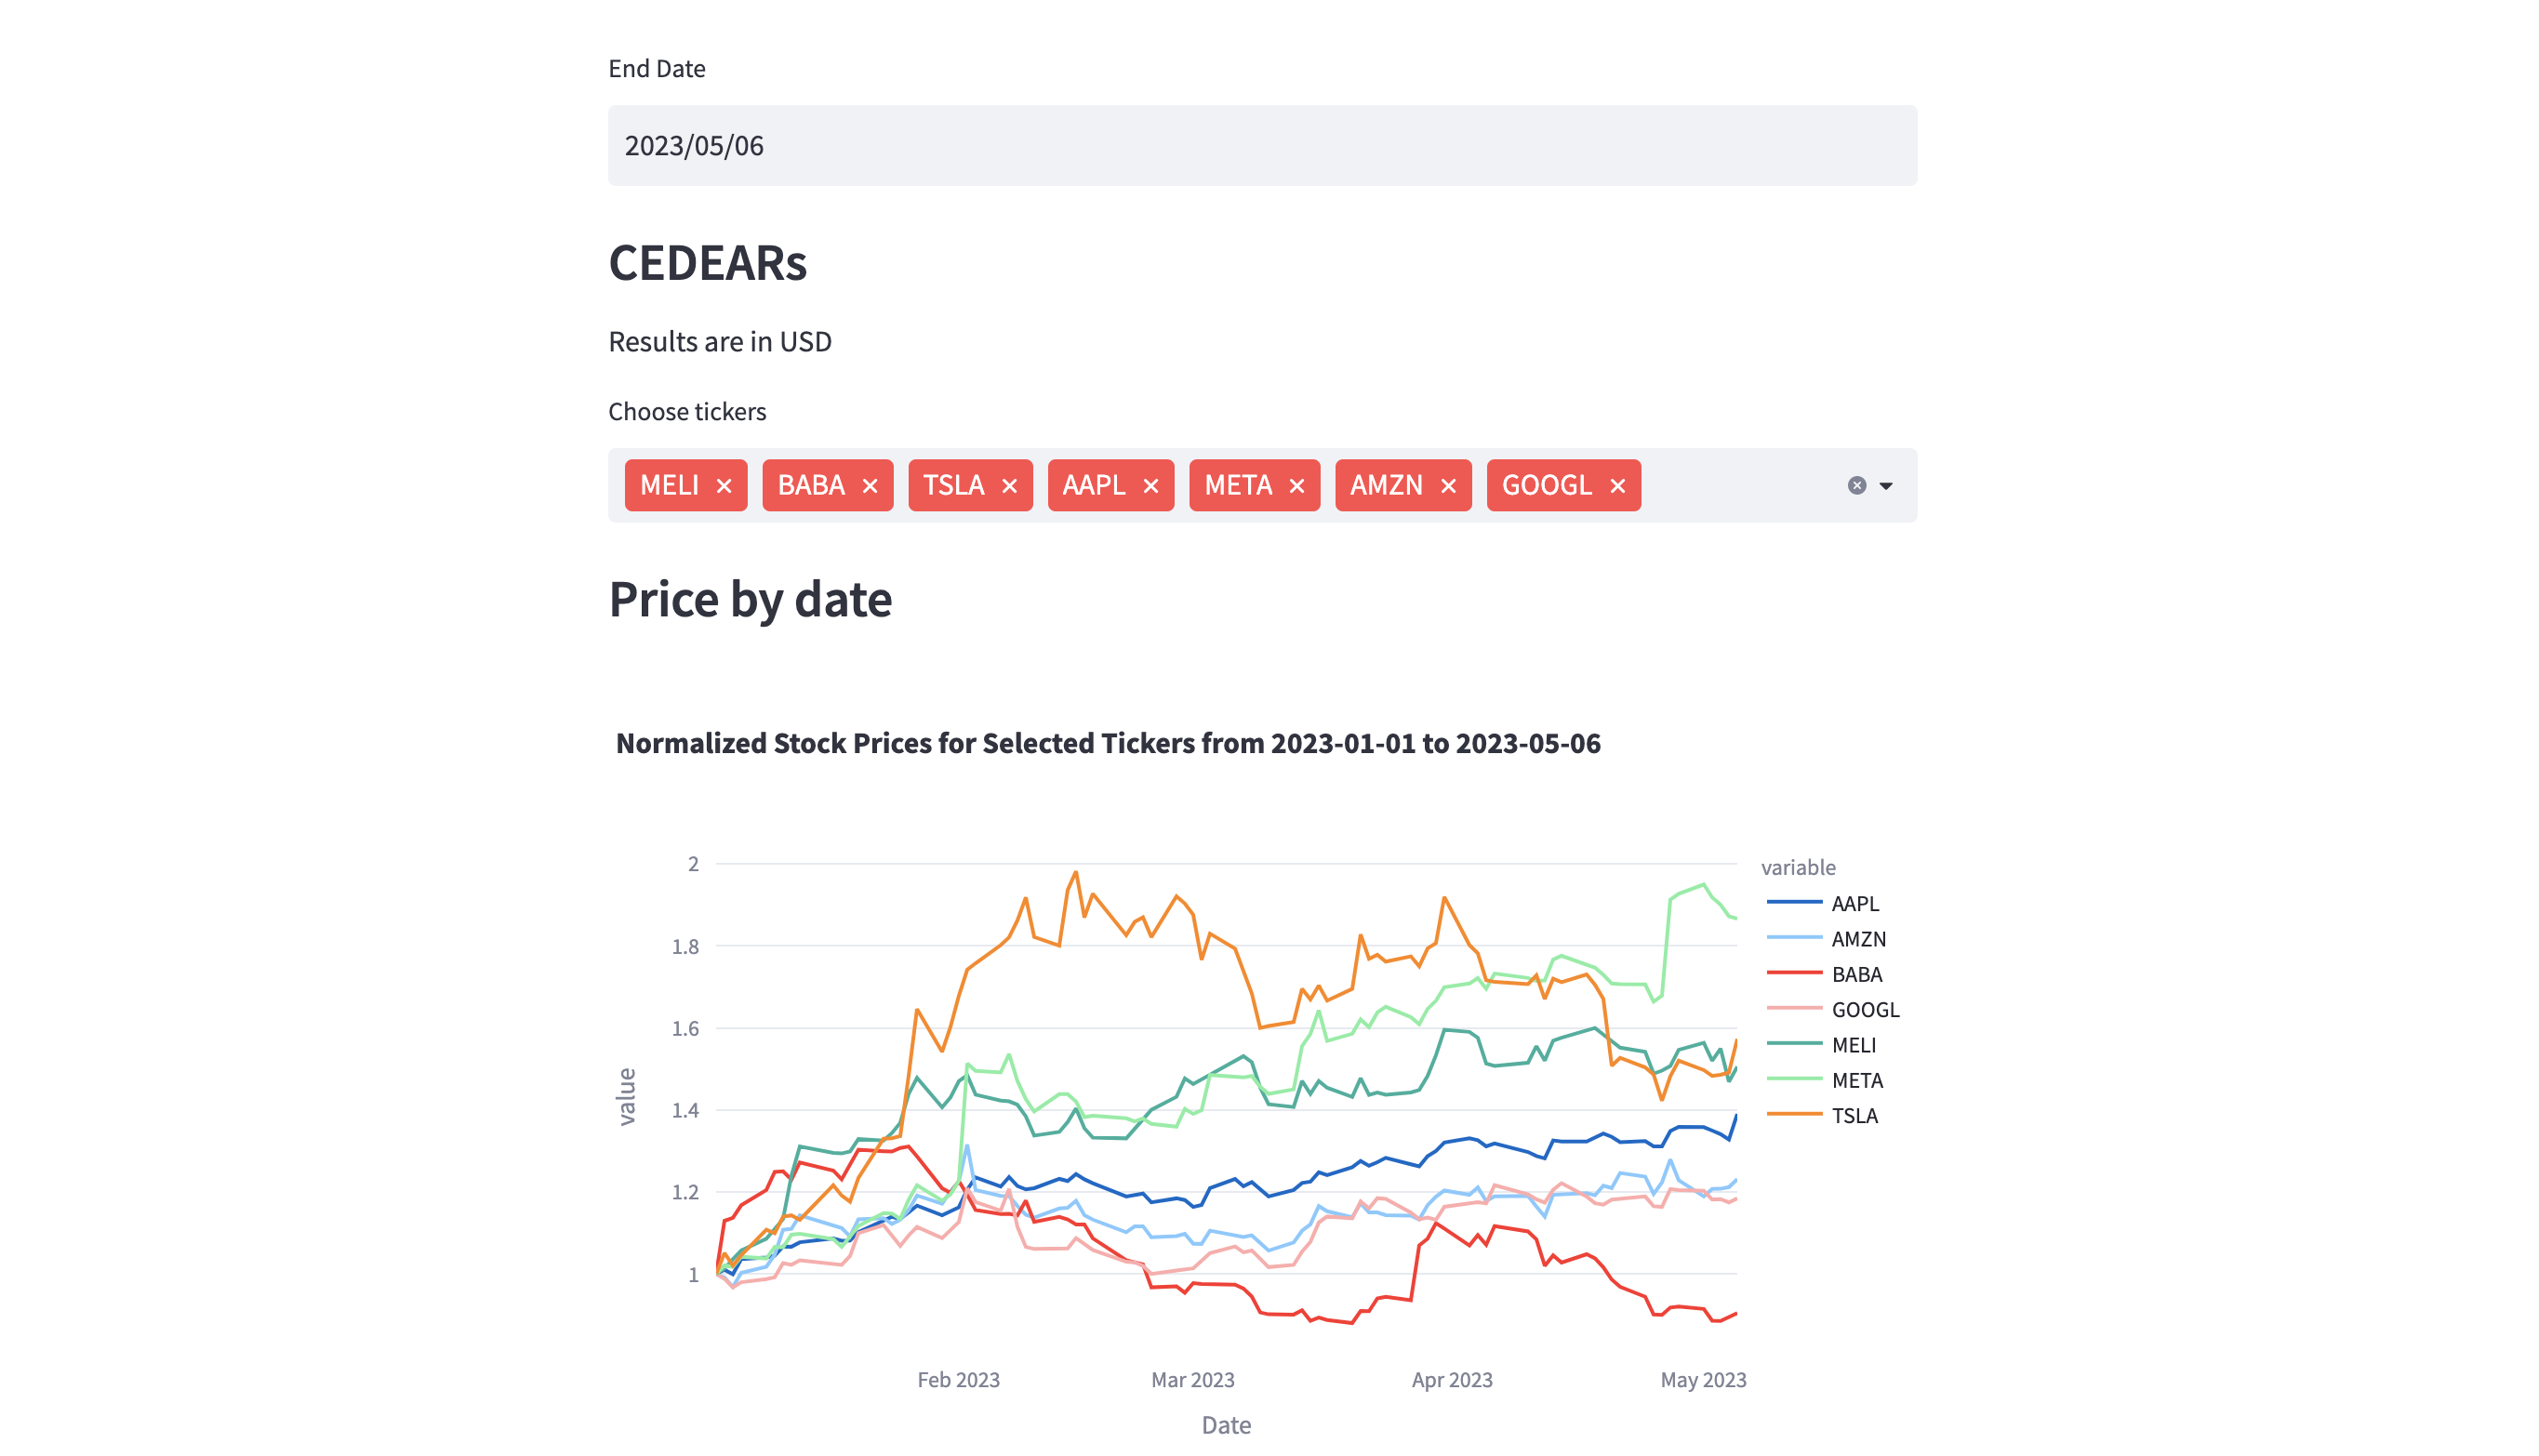 End Date
2023/05/06
CEDEARs
Results are in USD
Choose tickers
MELI BABA TSLA AAPL META AMZN GOOGL
Price by date
Normalized Stock Prices for Selected Tickers from 2023-01-01 to 2023-05-06
2
1.8
1.6
1.4
1.2
1
value
Feb 2023 Mar 2023 Apr 2023 May 2023
Date
variable
AAPL
AMZN
BABA
GOOGL
MELI
META
TSLA